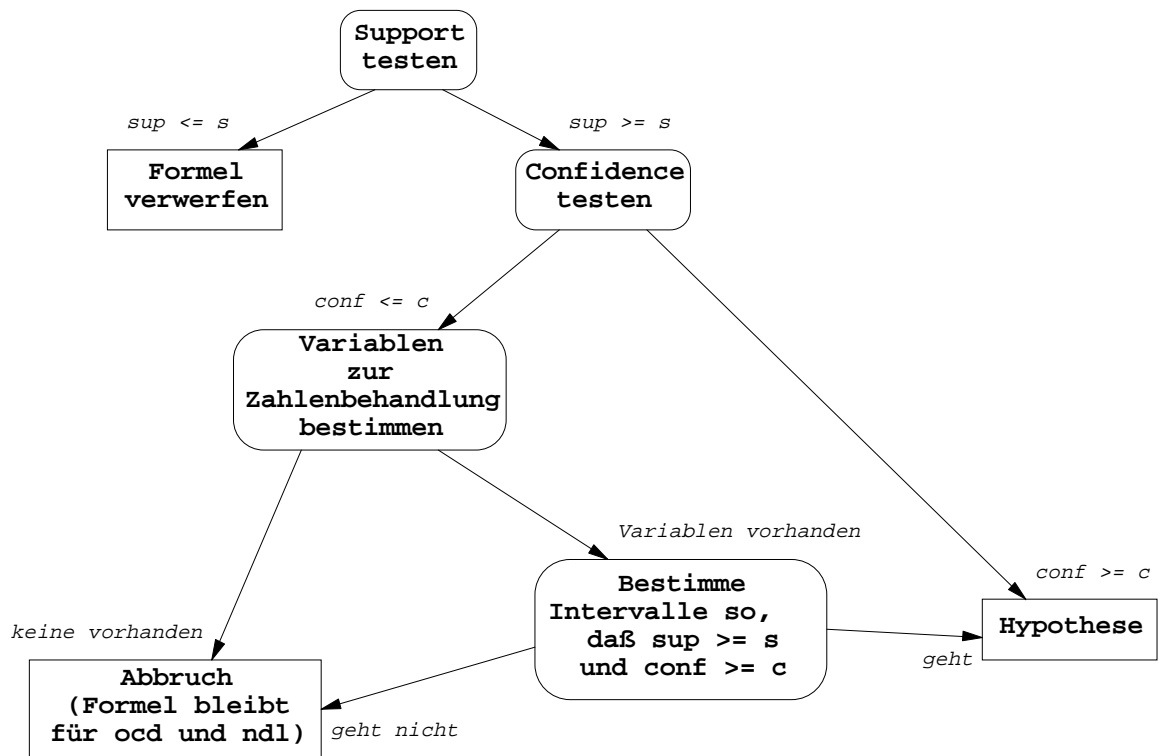 Support
testen
sup <= s
sup >= s
Formel
verwerfen
Confidence
testen
conf <= c
Variablen
zur
Zahlenbehandlung
bestimmen
Variablen vorhanden
conf >= c
Bestimme
Intervalle so,
daß sup >= s
und conf >= c
Hypothese
geht
keine vorhanden
Abbruch
(Formel bleibt
für ocd und ndl)
geht nicht